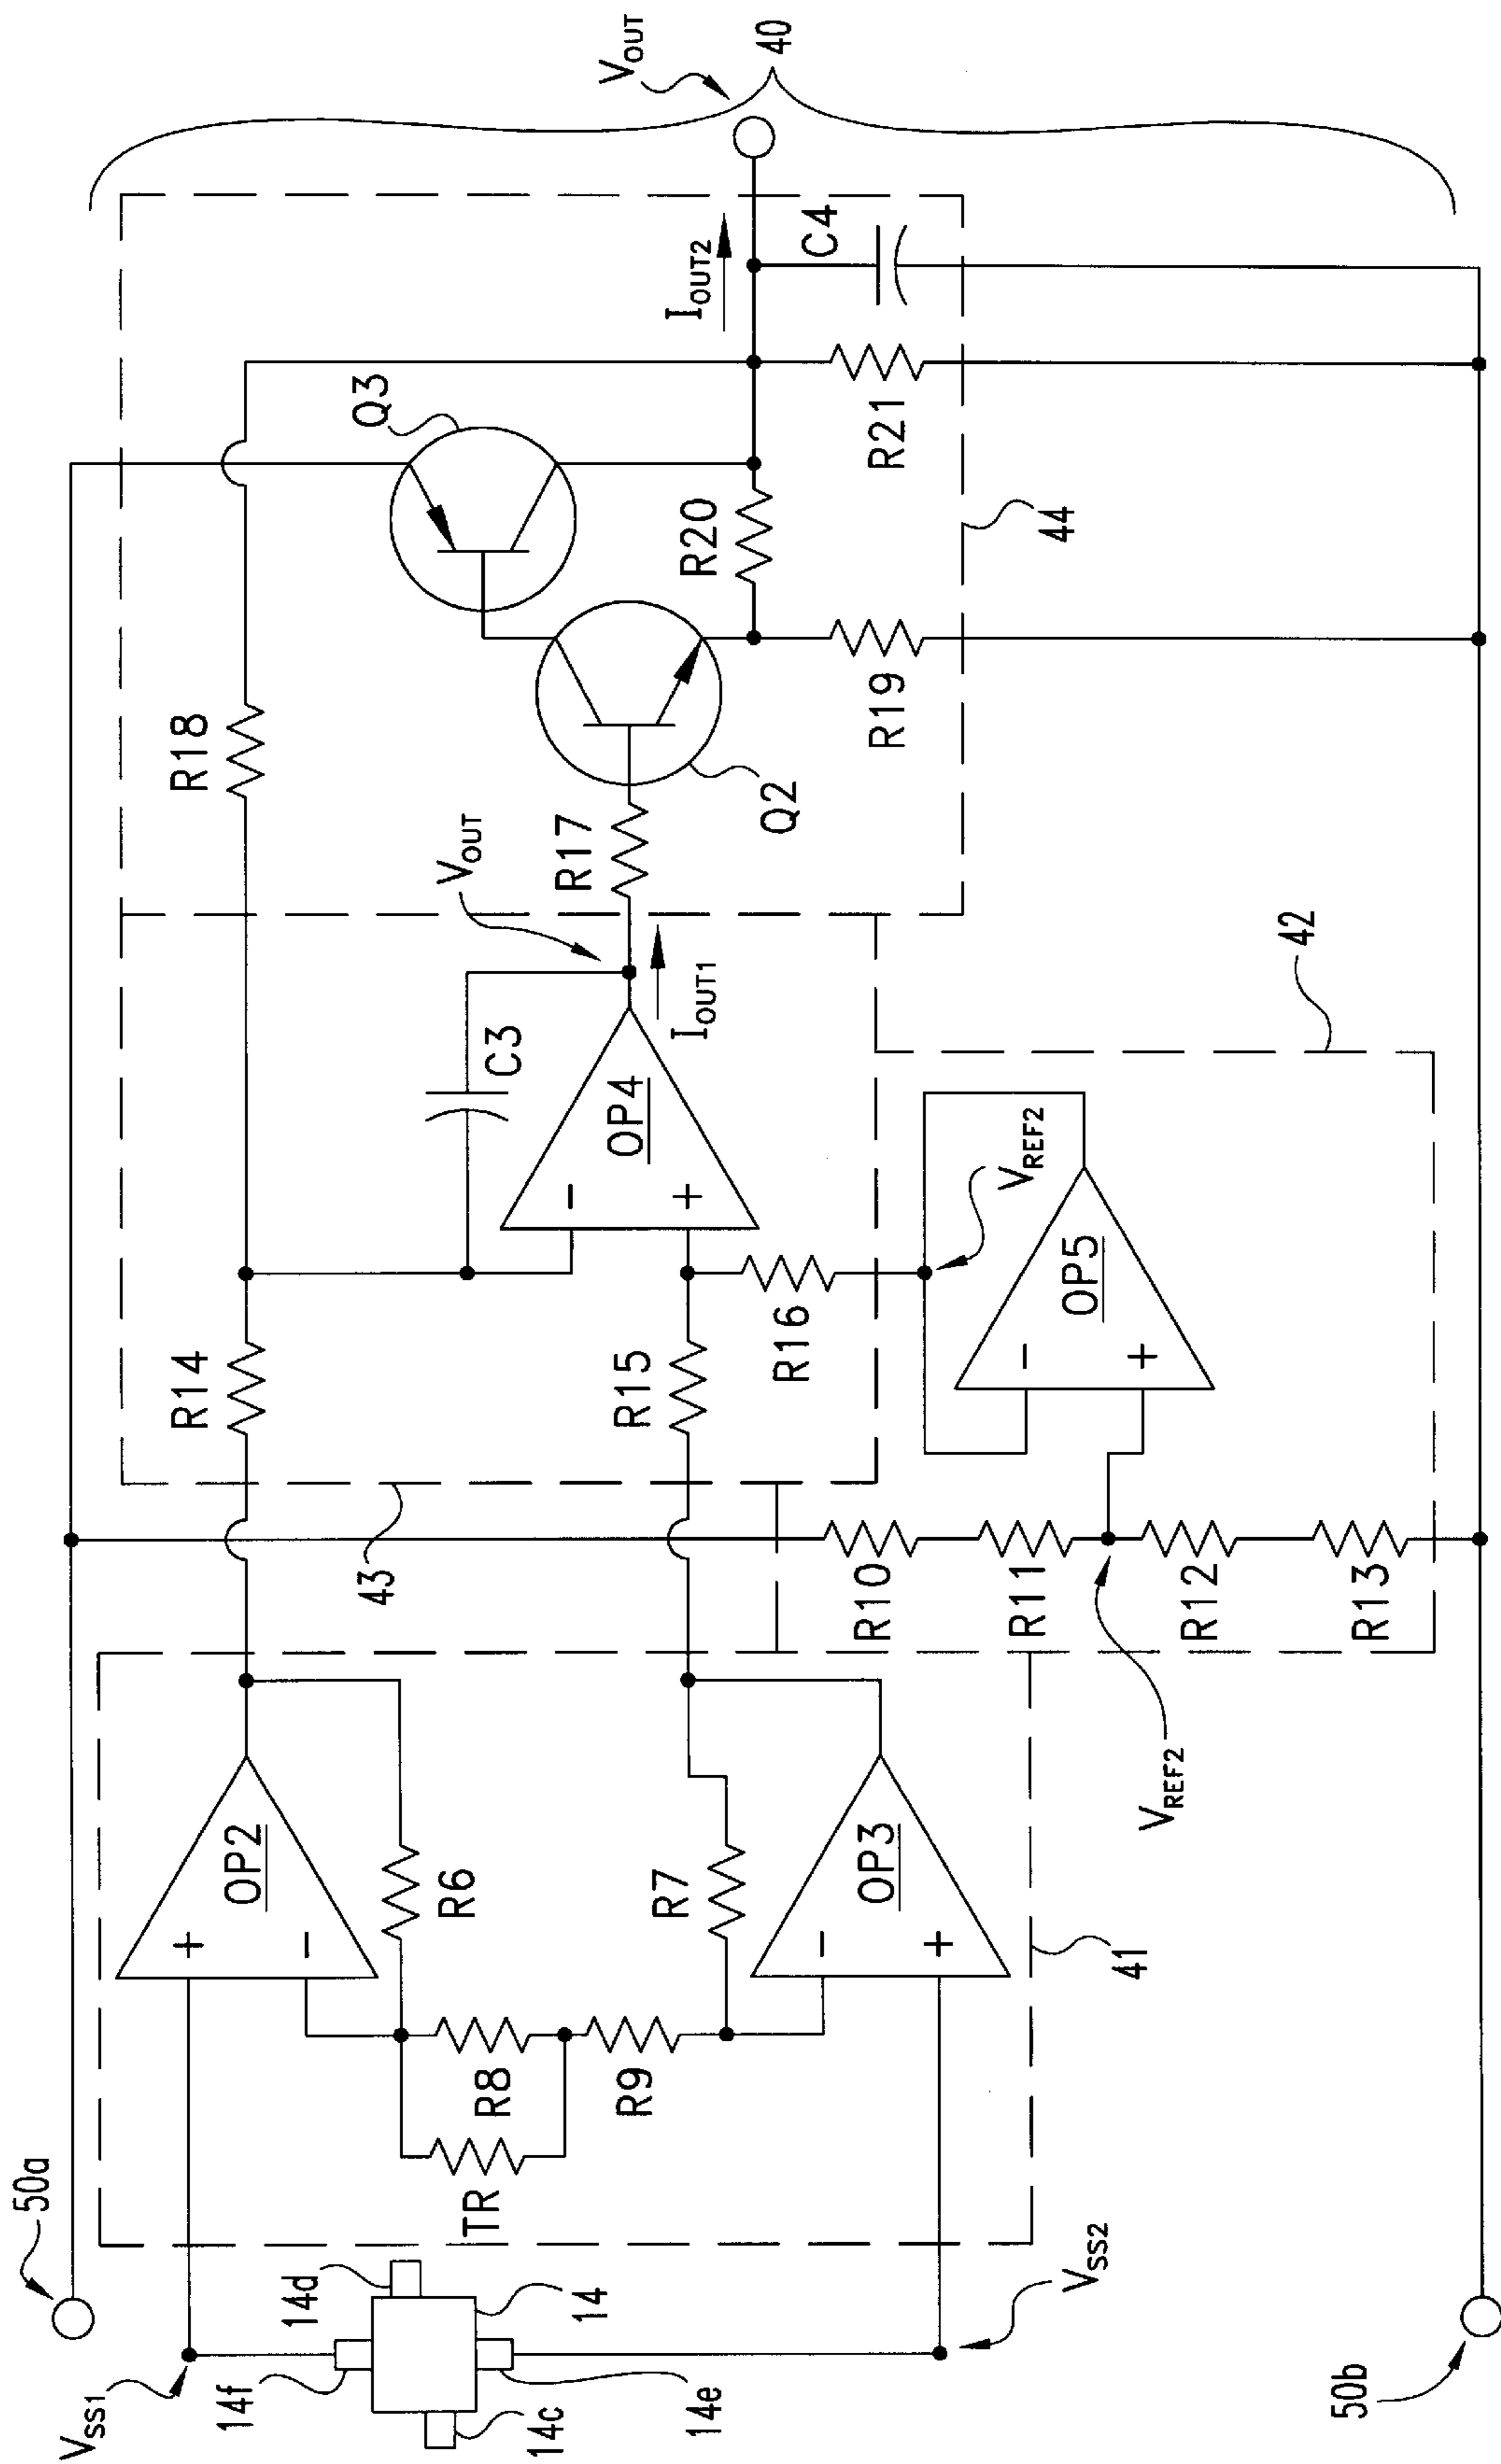 50a
VSS1
14f
14d
14
14c
14e
VSS2
50b
OP2
+
−
R6
R8
TR
R9
R7
OP3
−
+
41
R14
43
R15
R10
R11
VREF2
R12
R13
R16
C3
OP4
−
+
VOUT
IOUT1
VREF2
OP5
−
+
42
R18
R17
Q2
Q3
R20
R19
R21
44
IOUT2
C4
VOUT
40